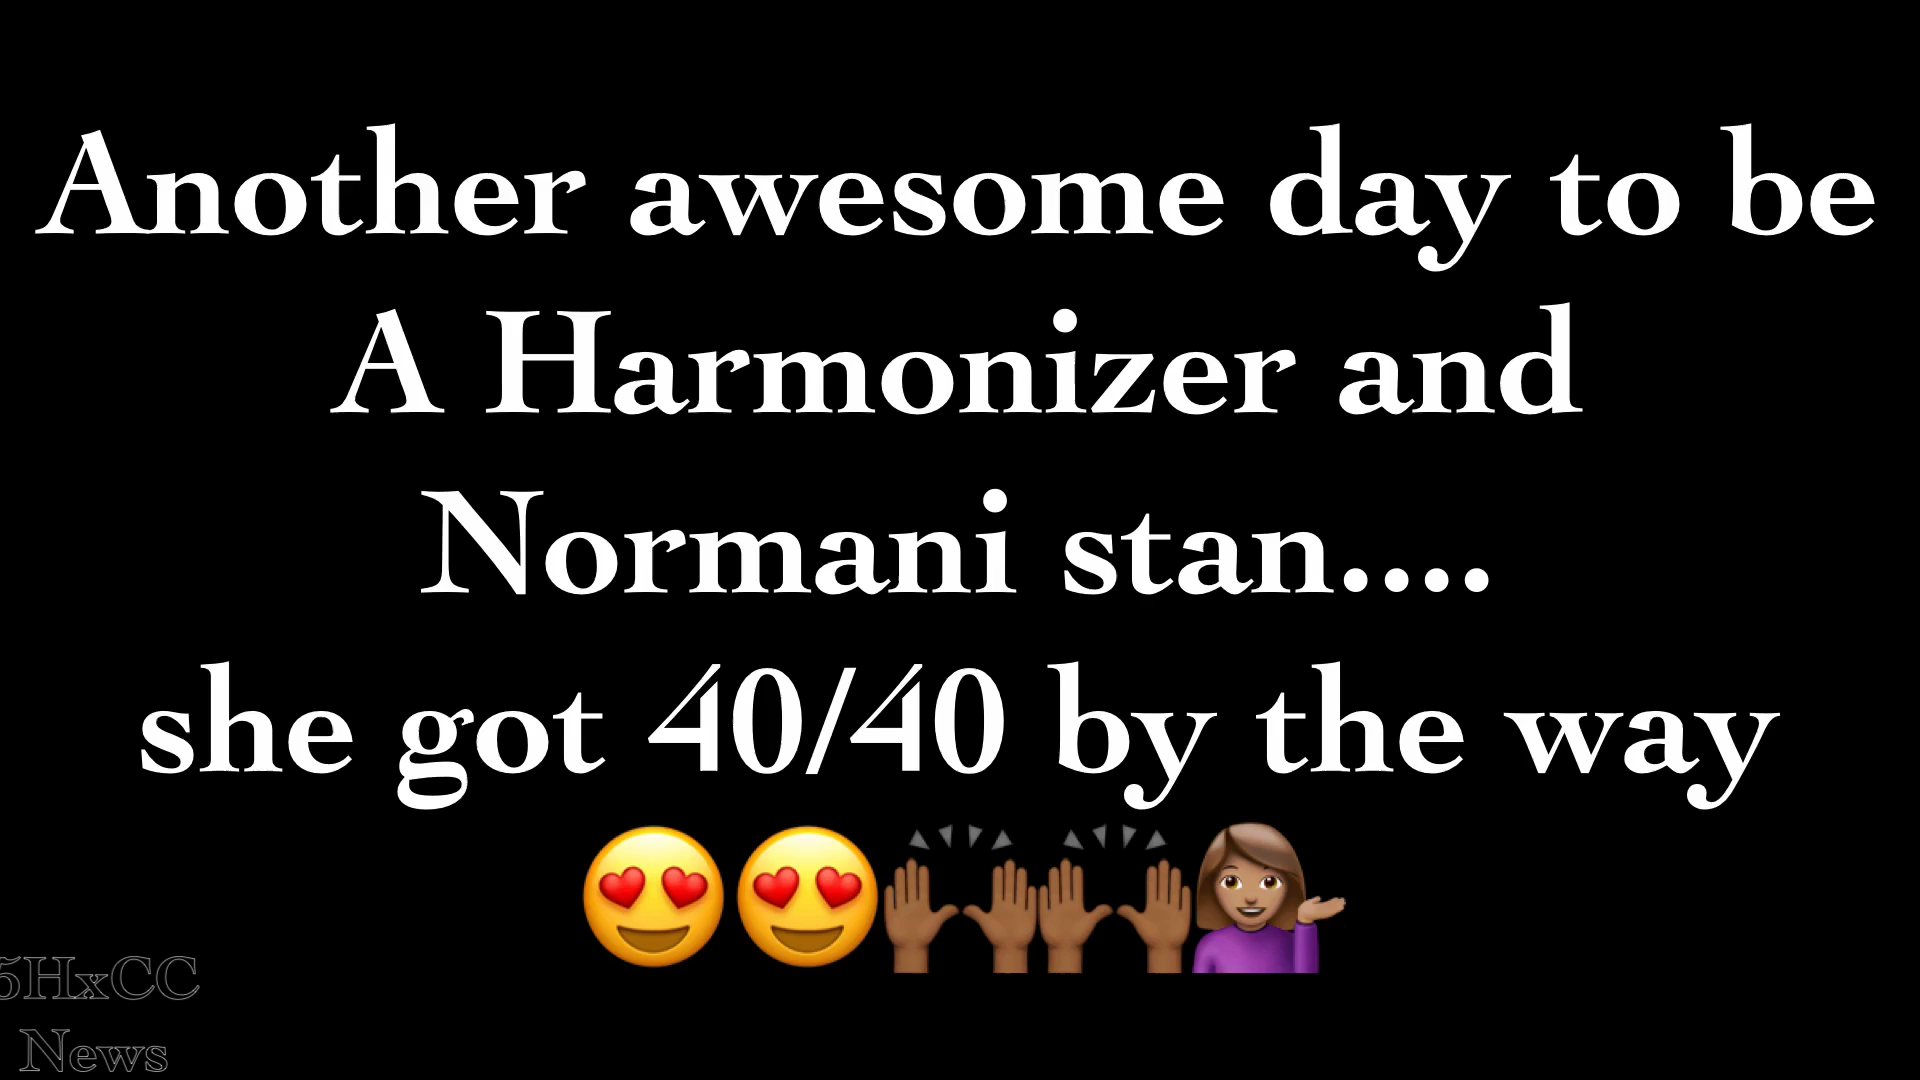 Another awesome day to be
A Harmonizer and
Normani stan....
she got 40/40 by the way
😍😍🙌🏾🙌🏾💁🏽
5HxCC
News